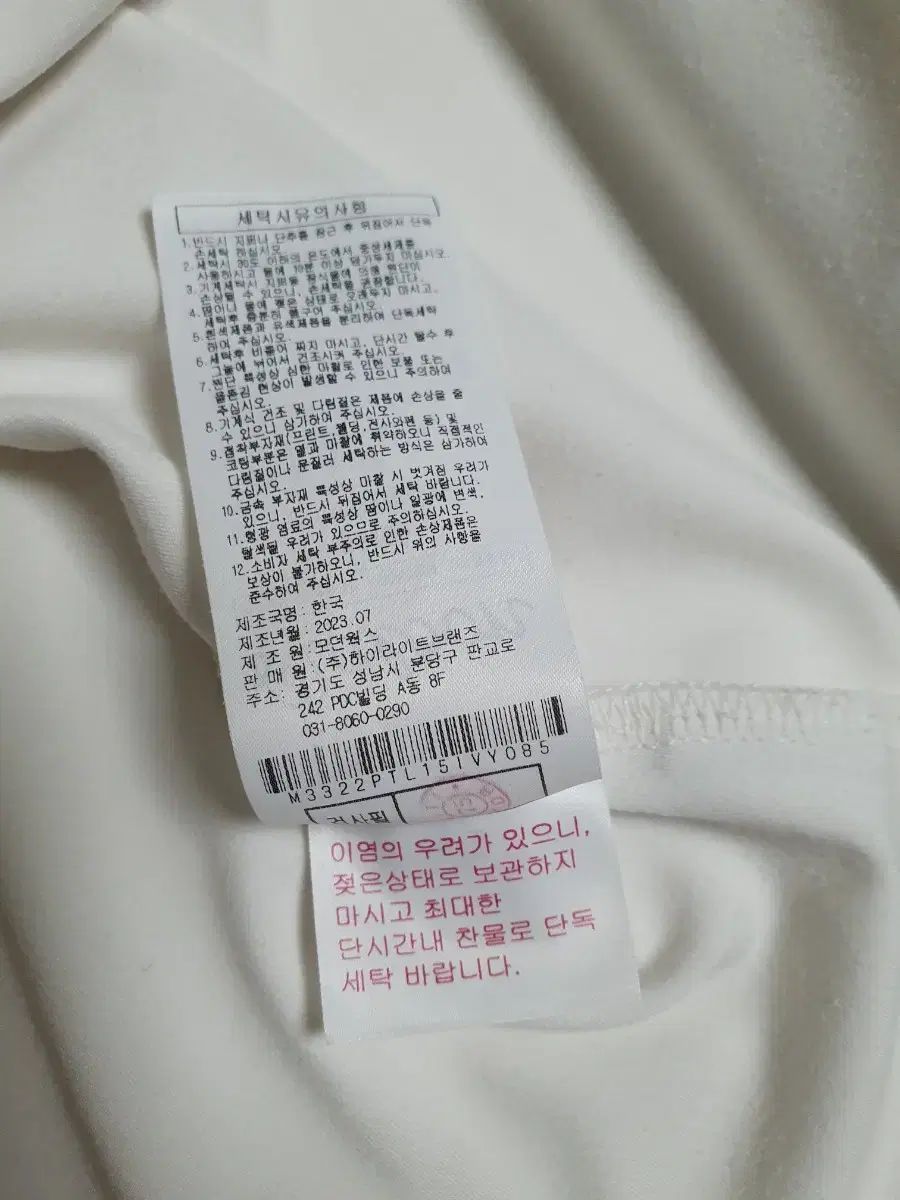 세탁시유의사항
1.반드시 지퍼나 단추를 잠근 후 뒤집어서 단독
손세탁 하십시오.
2.세탁시 30도 이하의 온도에서 중성세제를
사용하시고 물에 10분 이상 담가두지 마십시오.
3.기계세탁시 지퍼등 장식물에 의해 원단이
손상될 수 있으니, 손세탁을 권장합니다.
4.땀이나 물에 젖은 상태로 오래두지 마시고,
세탁후 충분히 헹구어 주십시오.
5.흰색제품과 유색제품을 분리하여 단독세탁
하여 주십시오.
6.세탁후 비틀어 짜지 마시고, 단시간 탈수 후
그늘에 뉘어서 건조시켜 주십시오.
7.원단 특성상 심한 마찰로 인한 보풀 또는
올뜯김 현상이 발생할 수 있으니 주의하여
주십시오.
8.기계식 건조 및 다림질은 제품에 손상을 줄
수 있으니 삼가하여 주십시오.
9.접착부자재(프린트,웰딩,전사와펜 등) 및
코팅부분은 열과 마찰에 취약하오니 직접적인
다림질이나 문질러 세탁하는 방식은 삼가하여
주십시오.
10.금속 부자재 특성상 마찰 시 벗겨짐 우려가
있으니, 반드시 뒤집어서 세탁 바랍니다.
11.형광 염료의 특성상 땀이나 일광에 변색,
탈색될 우려가 있으므로 주의하십시오.
12.소비자 세탁 부주의로 인한 손상제품은
보상이 불가하오니, 반드시 위의 사항을
준수하여 주십시오.
제조국명: 한국
제조년월: 2023.07
제 조 원: 모던웍스
판 매 원: (주)하이라이트브랜즈
주소: 경기도 성남시 분당구 판교로
242 PDC빌딩 A동 8F
031-8060-0290
M3322PTL15IVY085
검사필
이염의 우려가 있으니,
젖은상태로 보관하지
마시고 최대한
단시간내 찬물로 단독
세탁 바랍니다.